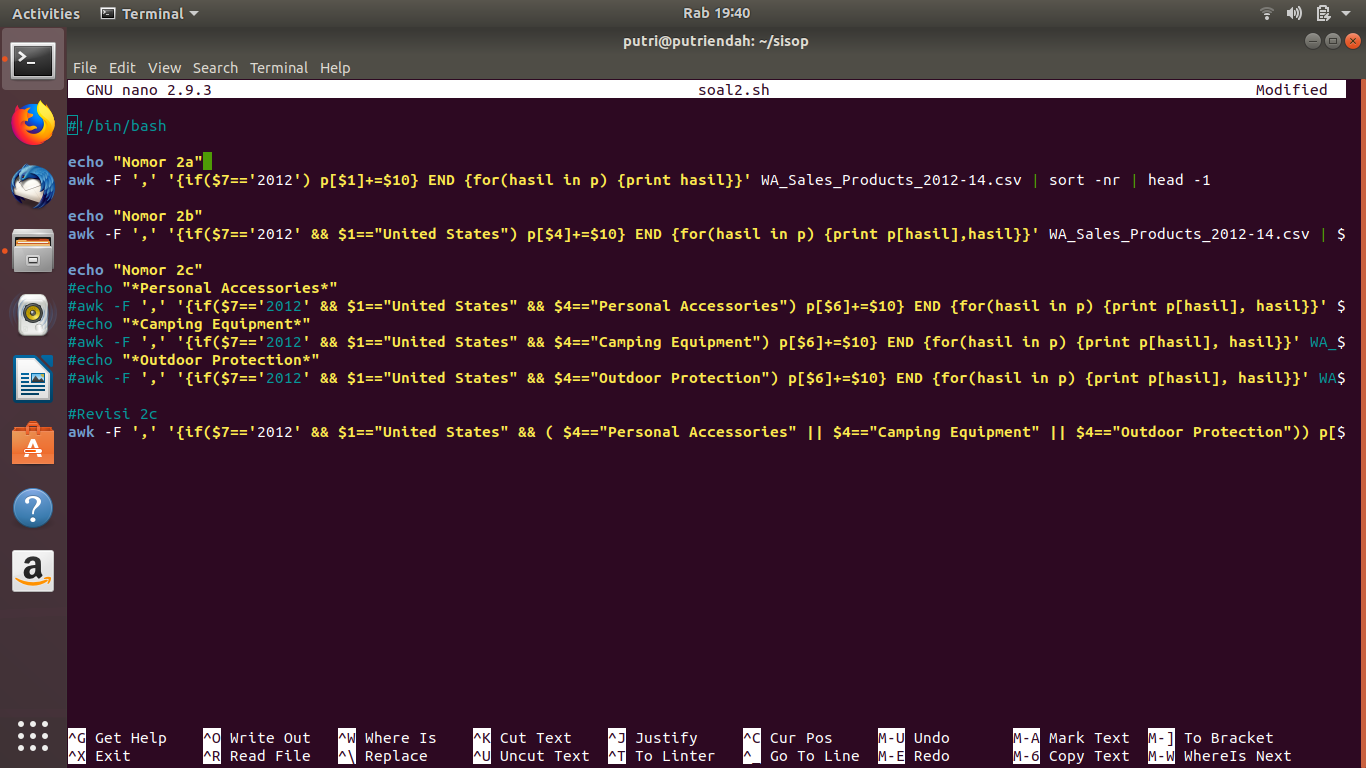 Activities Terminal Rab 19:40
putri@putriendah: ~/sisop
File Edit View Search Terminal Help
GNU nano 2.9.3 soal2.sh Modified
#!/bin/bash
echo "Nomor 2a"
awk -F ',' '{if($7=='2012') p[$1]+=$10} END {for(hasil in p) {print hasil}}' WA_Sales_Products_2012-14.csv | sort -nr | head -1
echo "Nomor 2b"
awk -F ',' '{if($7=='2012' && $1=="United States") p[$4]+=$10} END {for(hasil in p) {print p[hasil],hasil}}' WA_Sales_Products_2012-14.csv | $
echo "Nomor 2c"
#echo "*Personal Accessories*"
#awk -F ',' '{if($7=='2012' && $1=="United States" && $4=="Personal Accessories") p[$6]+=$10} END {for(hasil in p) {print p[hasil], hasil}}' $
#echo "*Camping Equipment*"
#awk -F ',' '{if($7=='2012' && $1=="United States" && $4=="Camping Equipment") p[$6]+=$10} END {for(hasil in p) {print p[hasil], hasil}}' WA_$
#echo "*Outdoor Protection*"
#awk -F ',' '{if($7=='2012' && $1=="United States" && $4=="Outdoor Protection") p[$6]+=$10} END {for(hasil in p) {print p[hasil], hasil}}' WA$
#Revisi 2c
awk -F ',' '{if($7=='2012' && $1=="United States" && ( $4=="Personal Accessories" || $4=="Camping Equipment" || $4=="Outdoor Protection")) p[$
^G Get Help ^O Write Out ^W Where Is ^K Cut Text ^J Justify ^C Cur Pos M-U Undo M-A Mark Text M-] To Bracket
^X Exit ^R Read File ^\ Replace ^U Uncut Text ^T To Linter ^_ Go To Line M-E Redo M-6 Copy Text M-W WhereIs Next